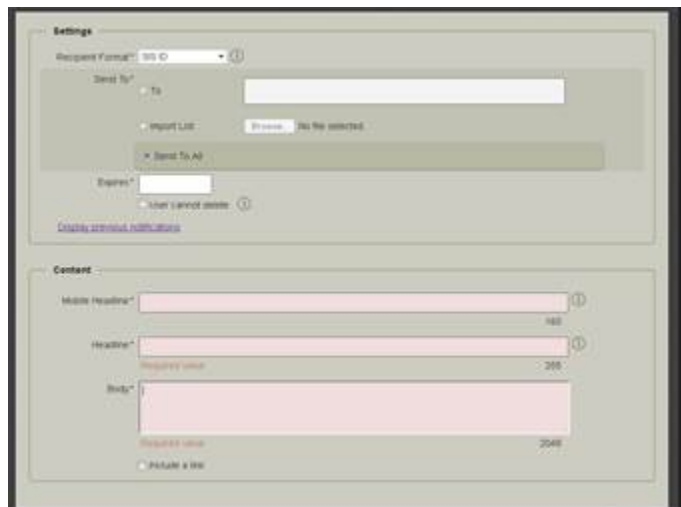 Settings
Recipient Format* SIS ID
Send To*
To
Import List Browse... No file selected.
Send To All
Expires*
User cannot delete
Display previous notifications
Content
Mobile Headline*
160
Headline*
Required value 255
Body*
Required value 2048
Include a link